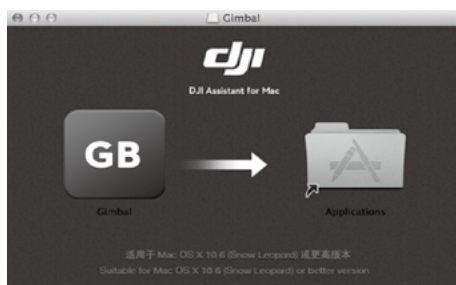 Gimbal
dji
DJI Assistant for Mac
GB
Gimbal
Applications
适用于 Mac OS X 10.6 (Snow Leopard) 或更高版本
Suitable for Mac OS X 10.6 (Snow Leopard) or better version